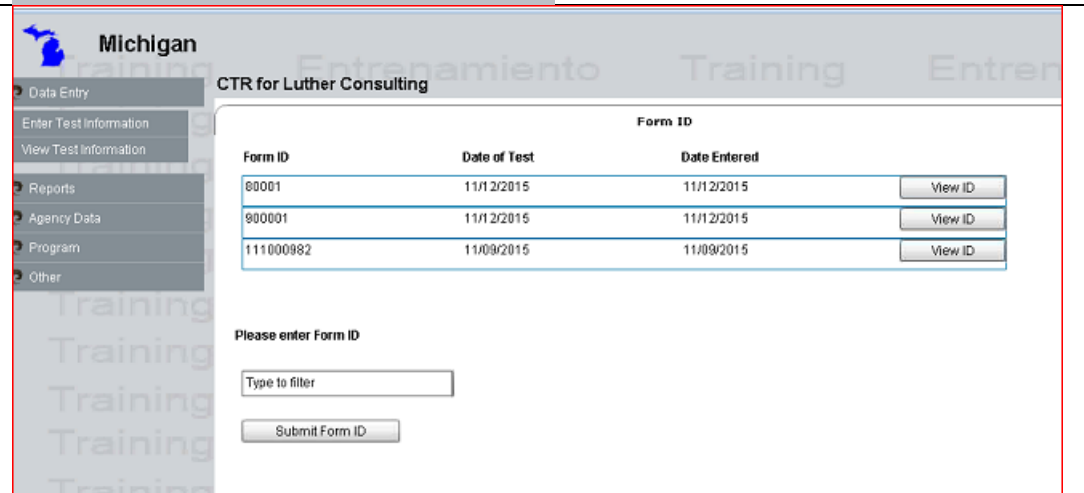 Michigan
Training Entrenamiento Training Entren
CTR for Luther Consulting
Data Entry
Enter Test Information
View Test Information
Reports
Agency Data
Program
Other
Form ID
Form ID Date of Test Date Entered
80001 11/12/2015 11/12/2015 View ID
900001 11/12/2015 11/12/2015 View ID
111000982 11/09/2015 11/09/2015 View ID
Please enter Form ID
Type to filter
Submit Form ID
Training
Training
Training
Training
Training